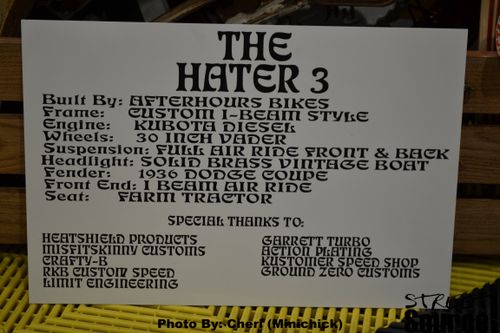 THE
HATER 3
Built By: AFTERHOURS BIKES
Frame: CUSTOM I-BEAM STYLE
Engine: KUBOTA DIESEL
Wheels: 30 INCH VADER
Suspension: FULL AIR RIDE FRONT & BACK
Headlight: SOLID BRASS VINTAGE BOAT
Fender: 1936 DODGE COUPE
Front End: I BEAM AIR RIDE
Seat: FARM TRACTOR
SPECIAL THANKS TO:
HEATSHIELD PRODUCTS
MISFITSKINNY CUSTOMS
CRAFTY-B
RKB CUSTOM SPEED
LIMIT ENGINEERING
GARRETT TURBO
ACTION PLATING
KUSTOMER SPEED SHOP
GROUND ZERO CUSTOMS
Photo By: Cheri (Minichick)